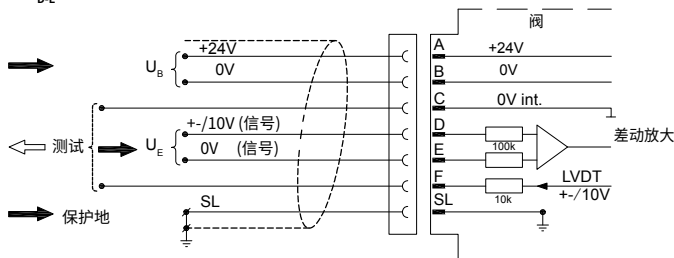 D-E
阀
+24V
A
+24V
U_B
0V
B
0V
C
0V int.
+-/10V (信号)
D
100k
差动放大
测试
U_E
0V (信号)
E
F
LVDT
10k
+-/10V
保护地
SL
SL